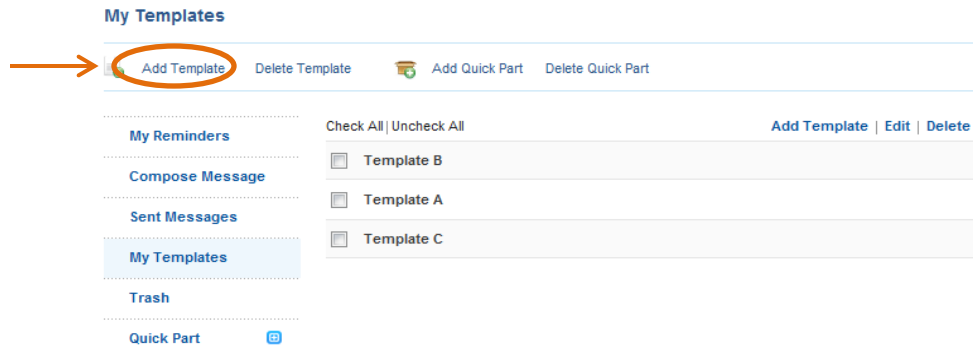 My Templates
Add Template Delete Template Add Quick Part Delete Quick Part
My Reminders
Compose Message
Sent Messages
My Templates
Trash
Quick Part
Check All | Uncheck All Add Template | Edit | Delete
Template B
Template A
Template C